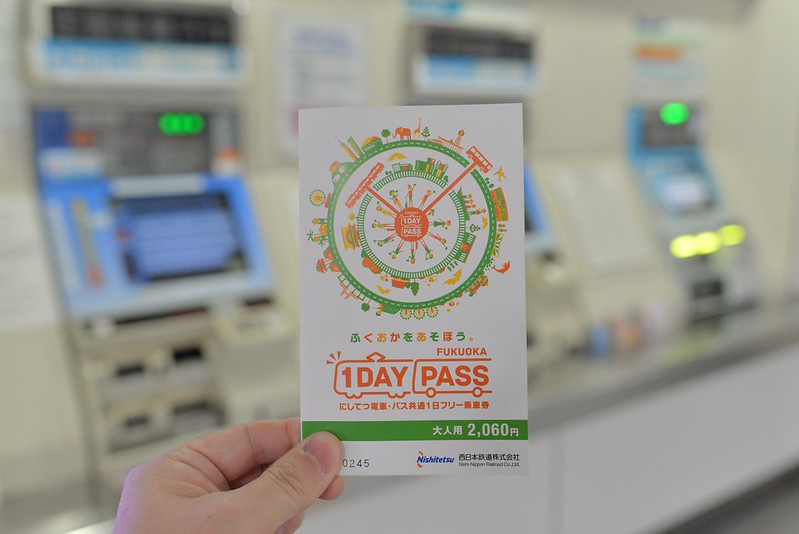 1DAY
PASS
ふくおかをあそぼう。
FUKUOKA
1DAY PASS
にしてつ電車・バス共通1日フリー乗車券
大人用 2,060円
0245
Nishitetsu 西日本鉄道株式会社
Nishi-Nippon Railroad Co.,Ltd.